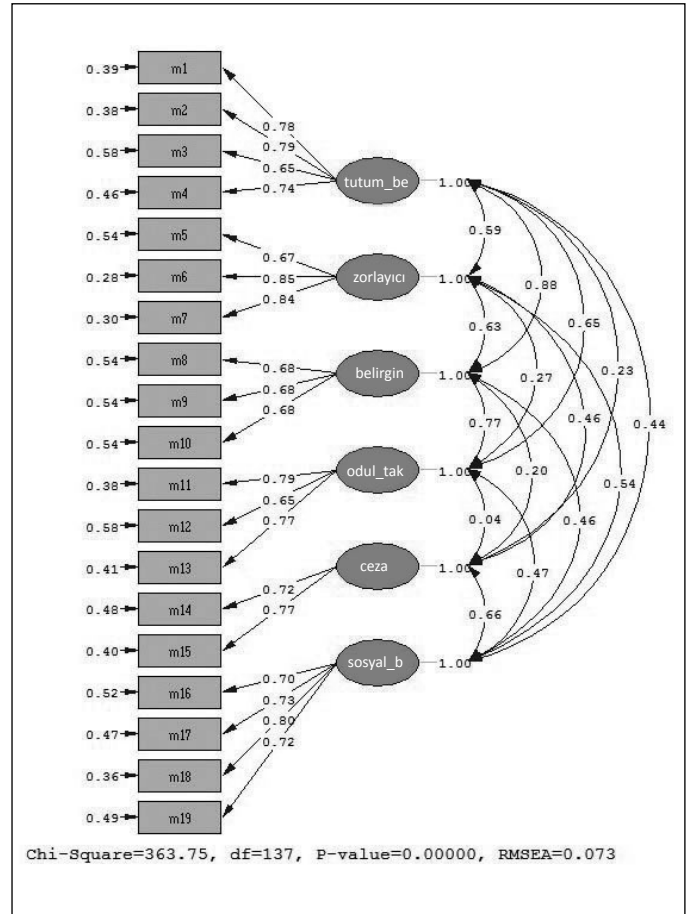 0.39 m1
0.38 m2
0.58 m3
0.46 m4
0.54 m5
0.28 m6
0.30 m7
0.54 m8
0.54 m9
0.54 m10
0.38 m11
0.58 m12
0.41 m13
0.48 m14
0.40 m15
0.52 m16
0.47 m17
0.36 m18
0.49 m19
0.78
0.79
0.65
0.74
0.67
0.85
0.84
0.68
0.68
0.68
0.79
0.65
0.77
0.72
0.77
0.70
0.73
0.80
0.72
tutum_be 1.00
zorlayıcı 1.00
belirgin 1.00
odul_tak 1.00
ceza 1.00
sosyal_b 1.00
0.59
0.88
0.63
0.65
0.27
0.23
0.46
0.44
0.77
0.20
0.54
0.46
0.04
0.47
0.66
Chi-Square=363.75, df=137, P-value=0.00000, RMSEA=0.073